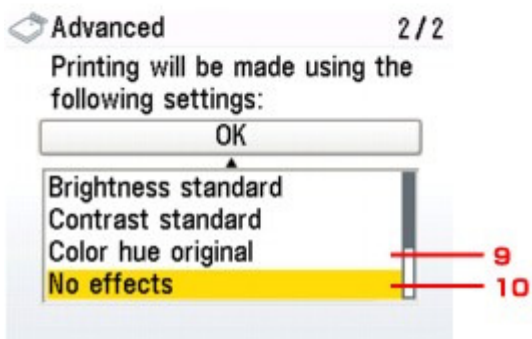 Advanced 2/2
Printing will be made using the
following settings:
OK
Brightness standard
Contrast standard
Color hue original
9
No effects
10